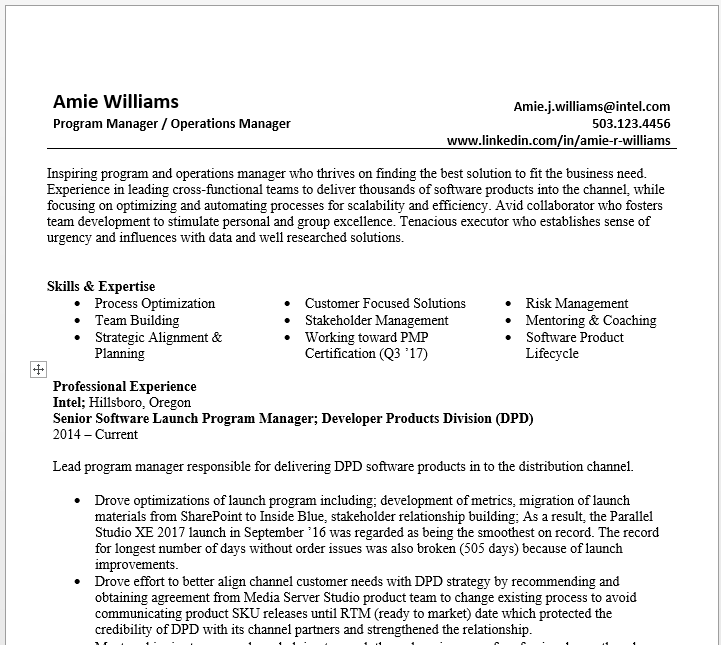 Amie Williams
Program Manager / Operations Manager
Amie.j.williams@intel.com
503.123.4456
www.linkedin.com/in/amie-r-williams
Inspiring program and operations manager who thrives on finding the best solution to fit the business need.
Experience in leading cross-functional teams to deliver thousands of software products into the channel, while
focusing on optimizing and automating processes for scalability and efficiency. Avid collaborator who fosters
team development to stimulate personal and group excellence. Tenacious executor who establishes sense of
urgency and influences with data and well researched solutions.
Skills & Expertise
• Process Optimization
• Team Building
• Strategic Alignment &
Planning
• Customer Focused Solutions
• Stakeholder Management
• Working toward PMP
Certification (Q3 ’17)
• Risk Management
• Mentoring & Coaching
• Software Product
Lifecycle
Professional Experience
Intel; Hillsboro, Oregon
Senior Software Launch Program Manager; Developer Products Division (DPD)
2014 – Current
Lead program manager responsible for delivering DPD software products in to the distribution channel.
• Drove optimizations of launch program including; development of metrics, migration of launch
materials from SharePoint to Inside Blue, stakeholder relationship building; As a result, the Parallel
Studio XE 2017 launch in September ’16 was regarded as being the smoothest on record. The record
for longest number of days without order issues was also broken (505 days) because of launch
improvements.
• Drove effort to better align channel customer needs with DPD strategy by recommending and
obtaining agreement from Media Server Studio product team to change existing process to avoid
communicating product SKU releases until RTM (ready to market) date which protected the
credibility of DPD with its channel partners and strengthened the relationship.